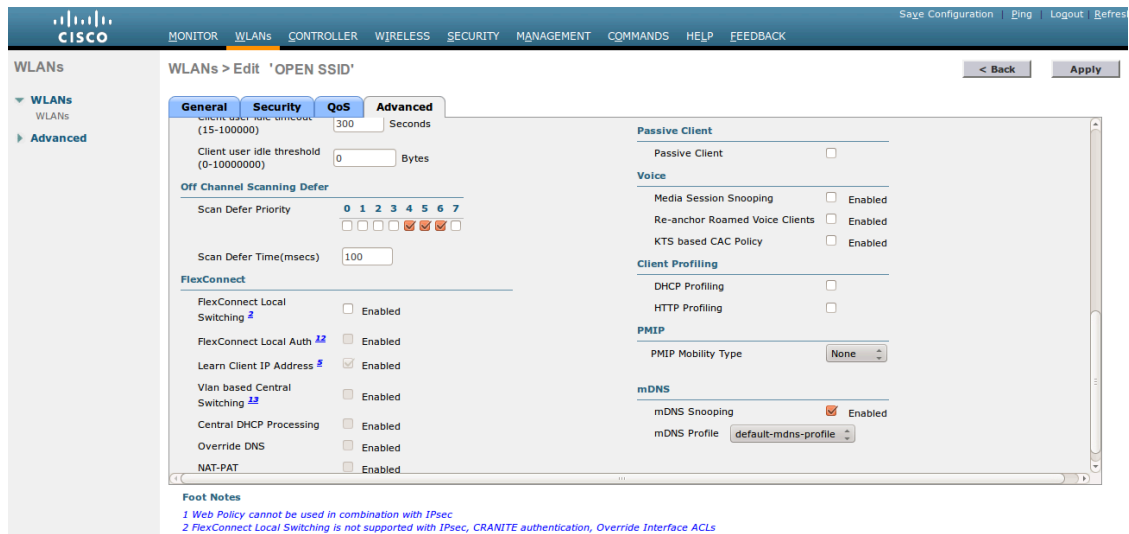 Save Configuration | Ping | Logout | Refresh
CISCO
MONITOR WLANs CONTROLLER WIRELESS SECURITY MANAGEMENT COMMANDS HELP FEEDBACK
WLANs
WLANs > Edit 'OPEN SSID'
< Back
Apply
WLANs
WLANs
Advanced
General Security QoS Advanced
Client user idle timeout
(15-100000)
300 Seconds
Client user idle threshold
(0-10000000)
0 Bytes
Off Channel Scanning Defer
Scan Defer Priority
0 1 2 3 4 5 6 7
Scan Defer Time(msecs) 100
FlexConnect
FlexConnect Local
Switching 2
Enabled
FlexConnect Local Auth 12 Enabled
Learn Client IP Address 5 Enabled
Vlan based Central
Switching 13
Enabled
Central DHCP Processing Enabled
Override DNS Enabled
NAT-PAT Enabled
Passive Client
Passive Client
Voice
Media Session Snooping Enabled
Re-anchor Roamed Voice Clients Enabled
KTS based CAC Policy Enabled
Client Profiling
DHCP Profiling
HTTP Profiling
PMIP
PMIP Mobility Type None
mDNS
mDNS Snooping Enabled
mDNS Profile default-mdns-profile
Foot Notes
1 Web Policy cannot be used in combination with IPsec
2 FlexConnect Local Switching is not supported with IPsec, CRANITE authentication, Override Interface ACLs